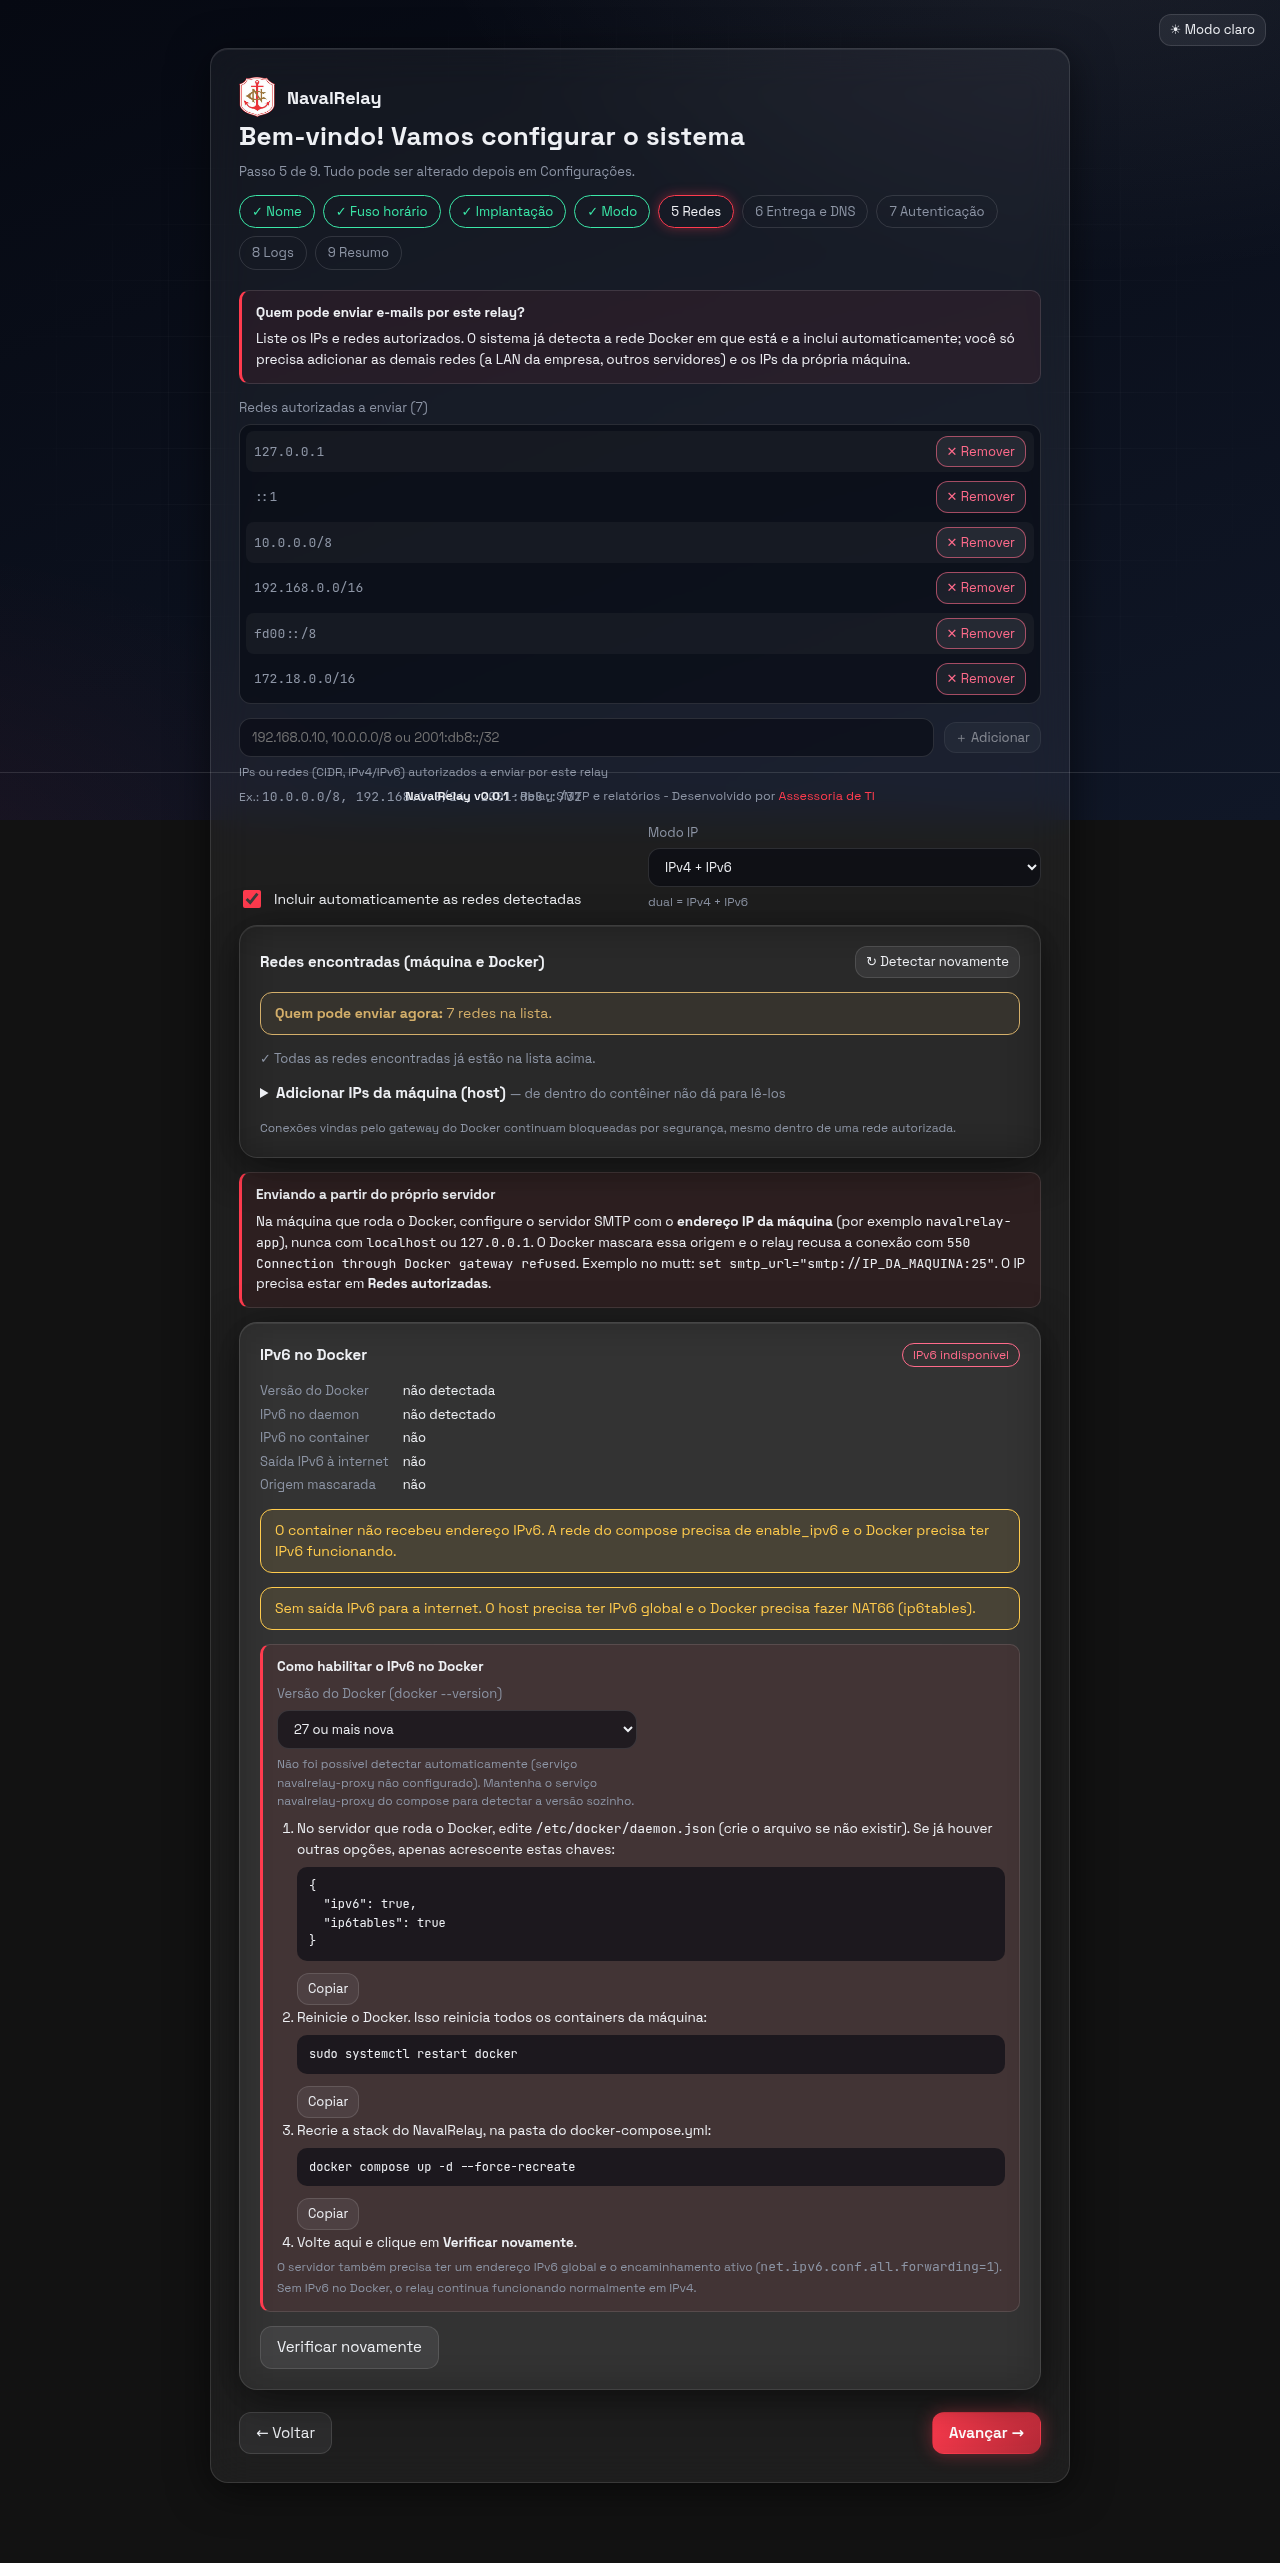 ☀ Modo claro
NavalRelay
Bem-vindo! Vamos configurar o sistema
Passo 5 de 9. Tudo pode ser alterado depois em Configurações.
✓ Nome ✓ Fuso horário ✓ Implantação ✓ Modo 5 Redes 6 Entrega e DNS 7 Autenticação
8 Logs 9 Resumo
Quem pode enviar e-mails por este relay?
Liste os IPs e redes autorizados. O sistema já detecta a rede Docker em que está e a inclui automaticamente; você só
precisa adicionar as demais redes (a LAN da empresa, outros servidores) e os IPs da própria máquina.
Redes autorizadas a enviar (7)
127.0.0.1 ✕ Remover
::1 ✕ Remover
10.0.0.0/8 ✕ Remover
192.168.0.0/16 ✕ Remover
fd00::/8 ✕ Remover
172.18.0.0/16 ✕ Remover
192.168.0.10, 10.0.0.0/8 ou 2001:db8::/32 + Adicionar
IPs ou redes (CIDR, IPv4/IPv6) autorizados a enviar por este relay
Ex.: 10.0.0.0/8,
NavalRelay v0.0.1 - Relay SMTP e relatórios - Desenvolvido por Assessoria de TI
Modo IP
IPv4 + IPv6
Incluir automaticamente as redes detectadas
dual = IPv4 + IPv6
Redes encontradas (máquina e Docker) ↻ Detectar novamente
Quem pode enviar agora: 7 redes na lista.
✓ Todas as redes encontradas já estão na lista acima.
▶ Adicionar IPs da máquina (host) — de dentro do contêiner não dá para lê-los
Conexões vindas pelo gateway do Docker continuam bloqueadas por segurança, mesmo dentro de uma rede autorizada.
Enviando a partir do próprio servidor
Na máquina que roda o Docker, configure o servidor SMTP com o endereço IP da máquina (por exemplo navalrelay-
app), nunca com localhost ou 127.0.0.1. O Docker mascara essa origem e o relay recusa a conexão com 550
Connection through Docker gateway refused. Exemplo no mutt: set smtp_url="smtp://IP_DA_MAQUINA:25". O IP
precisa estar em Redes autorizadas.
IPv6 no Docker IPv6 indisponível
Versão do Docker não detectada
IPv6 no daemon não detectado
IPv6 no container não
Saída IPv6 à internet não
Origem mascarada não
O container não recebeu endereço IPv6. A rede do compose precisa de enable_ipv6 e o Docker precisa ter
IPv6 funcionando.
Sem saída IPv6 para a internet. O host precisa ter IPv6 global e o Docker precisa fazer NAT66 (ip6tables).
Como habilitar o IPv6 no Docker
Versão do Docker (docker --version)
27 ou mais nova
Não foi possível detectar automaticamente (serviço
navalrelay-proxy não configurado). Mantenha o serviço
navalrelay-proxy do compose para detectar a versão sozinho.
1. No servidor que roda o Docker, edite /etc/docker/daemon.json (crie o arquivo se não existir). Se já houver
outras opções, apenas acrescente estas chaves:
{
"ipv6": true,
"ip6tables": true
}
Copiar
2. Reinicie o Docker. Isso reinicia todos os containers da máquina:
sudo systemctl restart docker
Copiar
3. Recrie a stack do NavalRelay, na pasta do docker-compose.yml:
docker compose up -d --force-recreate
Copiar
4. Volte aqui e clique em Verificar novamente.
O servidor também precisa ter um endereço IPv6 global e o encaminhamento ativo (net.ipv6.conf.all.forwarding=1).
Sem IPv6 no Docker, o relay continua funcionando normalmente em IPv4.
Verificar novamente
← Voltar Avançar →